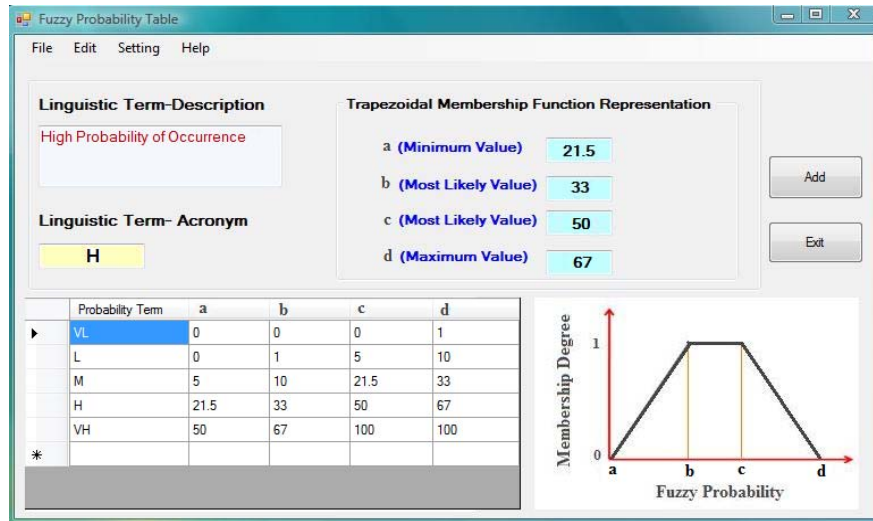 Fuzzy Probability Table
File Edit Setting Help
Linguistic Term-Description
High Probability of Occurrence
Linguistic Term- Acronym
H
Trapezoidal Membership Function Representation
a (Minimum Value) 21.5
b (Most Likely Value) 33
c (Most Likely Value) 50
d (Maximum Value) 67
Add
Exit
Probability Term a b c d
VL 0 0 0 1
L 0 1 5 10
M 5 10 21.5 33
H 21.5 33 50 67
VH 50 67 100 100
Membership Degree
1
0
a b c d
Fuzzy Probability